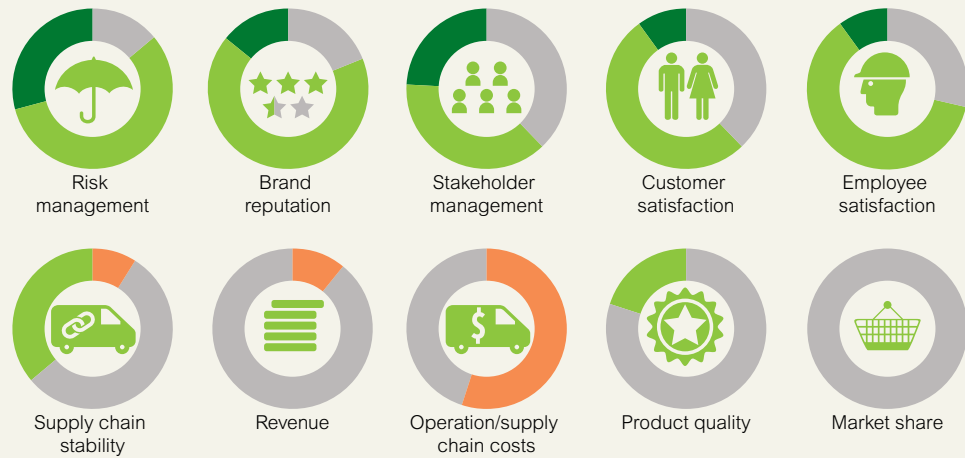 Risk
management
Brand
reputation
Stakeholder
management
Customer
satisfaction
Employee
satisfaction
Supply chain
stability
Revenue
$
Operation/supply
chain costs
Product quality
Market share